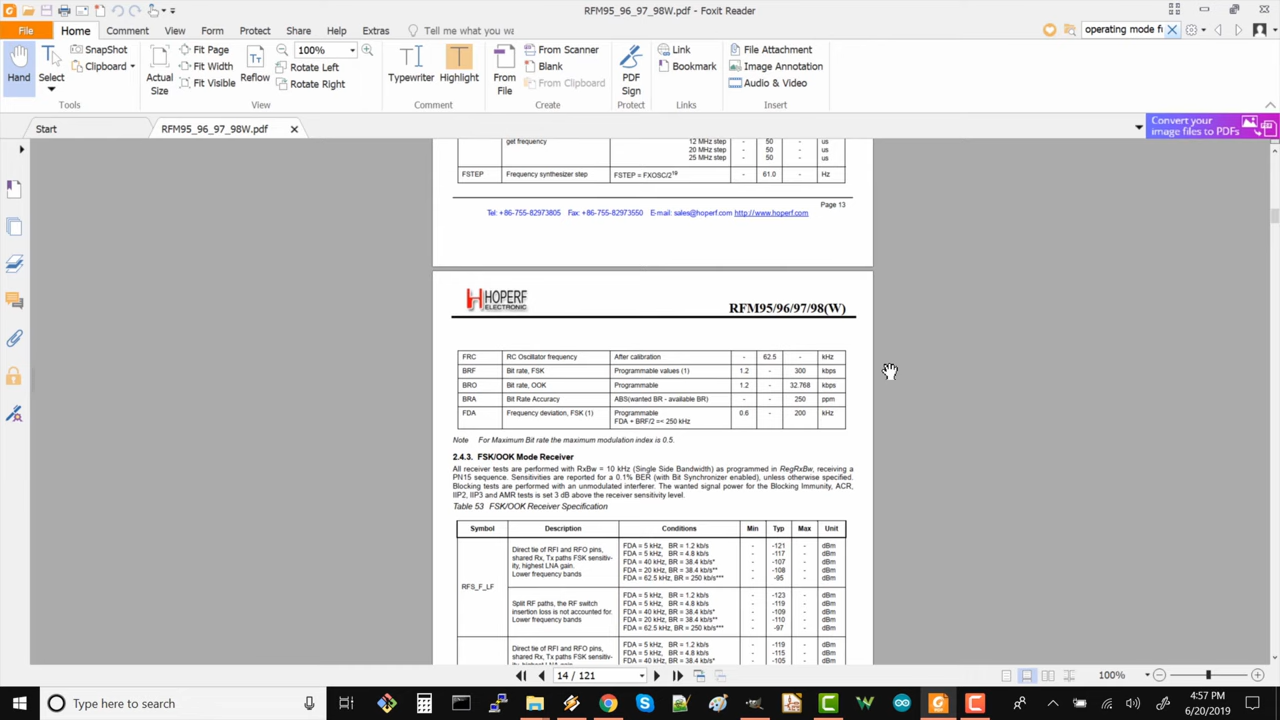 RFM95_96_97_98W.pdf - Foxit Reader
File Home Comment View Form Protect Share Help Extras Tell me what you wa operating mode f
Hand
Select
SnapShot
Clipboard
Actual Size
Fit Page
Fit Width
Fit Visible
Reflow
100%
Rotate Left
Rotate Right
Typewriter
Highlight
From File
From Scanner
Blank
From Clipboard
PDF Sign
Link
Bookmark
File Attachment
Image Annotation
Audio & Video
Tools View Comment Create Protect Links Insert
Start RFM95_96_97_98W.pdf
Convert your
image files to PDFs
get frequency 12 MHz step - 50 - us
20 MHz step - 50 - us
25 MHz step - 50 - us
FSTEP Frequency synthesizer step FSTEP = FXOSC/2¹⁹ - 61.0 - Hz
Page 13
Tel: +86-755-82973805 Fax: +86-755-82973550 E-mail: sales@hoperf.com http://www.hoperf.com
HOPERF
ELECTRONIC
RFM95/96/97/98(W)
FRC RC Oscillator frequency After calibration - 62.5 - kHz
BRF Bit rate, FSK Programmable values (1) 1.2 - 300 kbps
BRO Bit rate, OOK Programmable 1.2 - 32.768 kbps
BRA Bit Rate Accuracy ABS(wanted BR - available BR) - - 250 ppm
FDA Frequency deviation, FSK (1) Programmable 0.6 - 200 kHz
FDA + BRF/2 =< 250 kHz
Note For Maximum Bit rate the maximum modulation index is 0.5.
2.4.3. FSK/OOK Mode Receiver
All receiver tests are performed with RxBw = 10 kHz (Single Side Bandwidth) as programmed in RegRxBw, receiving a
PN15 sequence. Sensitivities are reported for a 0.1% BER (with Bit Synchronizer enabled), unless otherwise specified.
Blocking tests are performed with an unmodulated interferer. The wanted signal power for the Blocking Immunity, ACR,
IIP2, IIP3 and AMR tests is set 3 dB above the receiver sensitivity level.
Table 53 FSK/OOK Receiver Specification
Symbol Description Conditions Min Typ Max Unit
RFS_F_LF
Direct tie of RFI and RFO pins,
shared Rx, Tx paths FSK sensitiv-
ity, highest LNA gain.
Lower frequency bands
FDA = 5 kHz, BR = 1.2 kb/s - -121 - dBm
FDA = 5 kHz, BR = 4.8 kb/s - -117 - dBm
FDA = 40 kHz, BR = 38.4 kb/s* - -107 - dBm
FDA = 20 kHz, BR = 38.4 kb/s** - -108 - dBm
FDA = 62.5 kHz, BR = 250 kb/s*** - -95 - dBm
Split RF paths, the RF switch
insertion loss is not accounted for.
Lower frequency bands
FDA = 5 kHz, BR = 1.2 kb/s - -123 - dBm
FDA = 5 kHz, BR = 4.8 kb/s - -119 - dBm
FDA = 40 kHz, BR = 38.4 kb/s* - -109 - dBm
FDA = 20 kHz, BR = 38.4 kb/s** - -110 - dBm
FDA = 62.5 kHz, BR = 250 kb/s*** - -97 - dBm
Direct tie of RFI and RFO pins,
shared Rx, Tx paths FSK sensitiv-
FDA = 5 kHz, BR = 1.2 kb/s - -119 - dBm
FDA = 5 kHz, BR = 4.8 kb/s - -115 - dBm
FDA = 40 kHz, BR = 38.4 kb/s* - -105 - dBm
14 / 121
100%
Type here to search
4:57 PM
6/20/2019